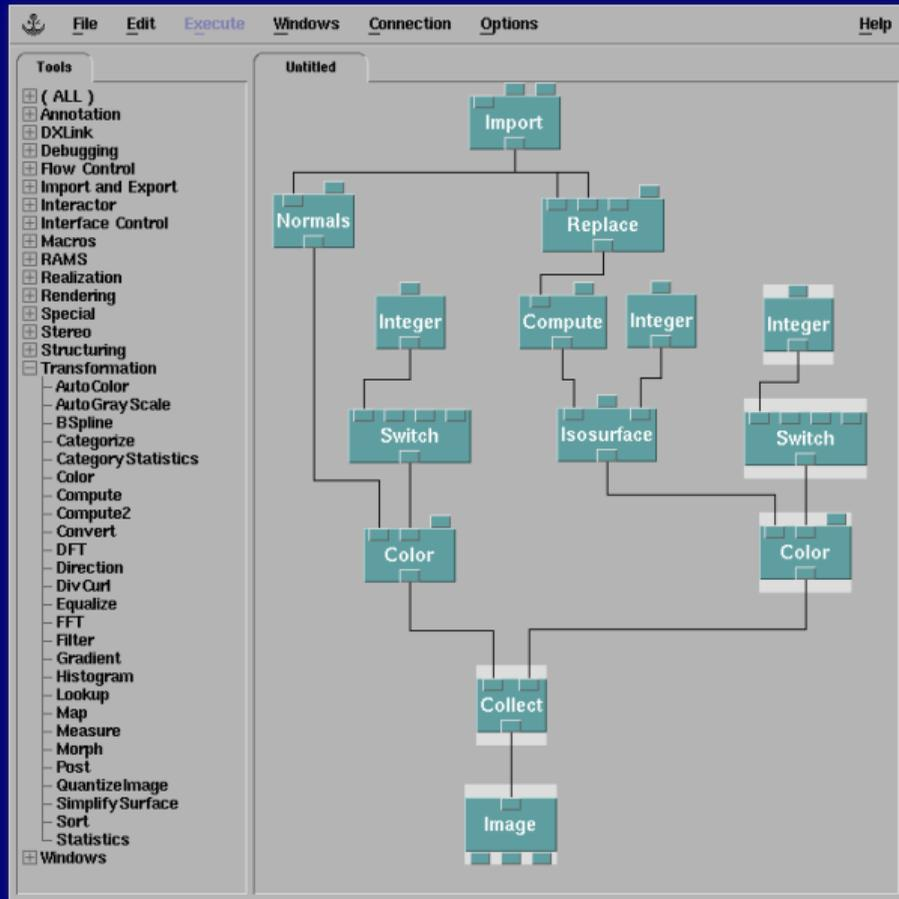 File Edit Execute Windows Connection Options Help
Tools
( ALL )
Annotation
DXLink
Debugging
Flow Control
Import and Export
Interactor
Interface Control
Macros
RAMS
Realization
Rendering
Special
Stereo
Structuring
Transformation
AutoColor
AutoGrayScale
BSpline
Categorize
CategoryStatistics
Color
Compute
Compute2
Convert
DFT
Direction
DivCurl
Equalize
FFT
Filter
Gradient
Histogram
Lookup
Map
Measure
Morph
Post
QuantizeImage
SimplifySurface
Sort
Statistics
Windows
Untitled
Import
Normals
Replace
Integer
Compute
Integer
Integer
Switch
Isosurface
Switch
Color
Color
Collect
Image